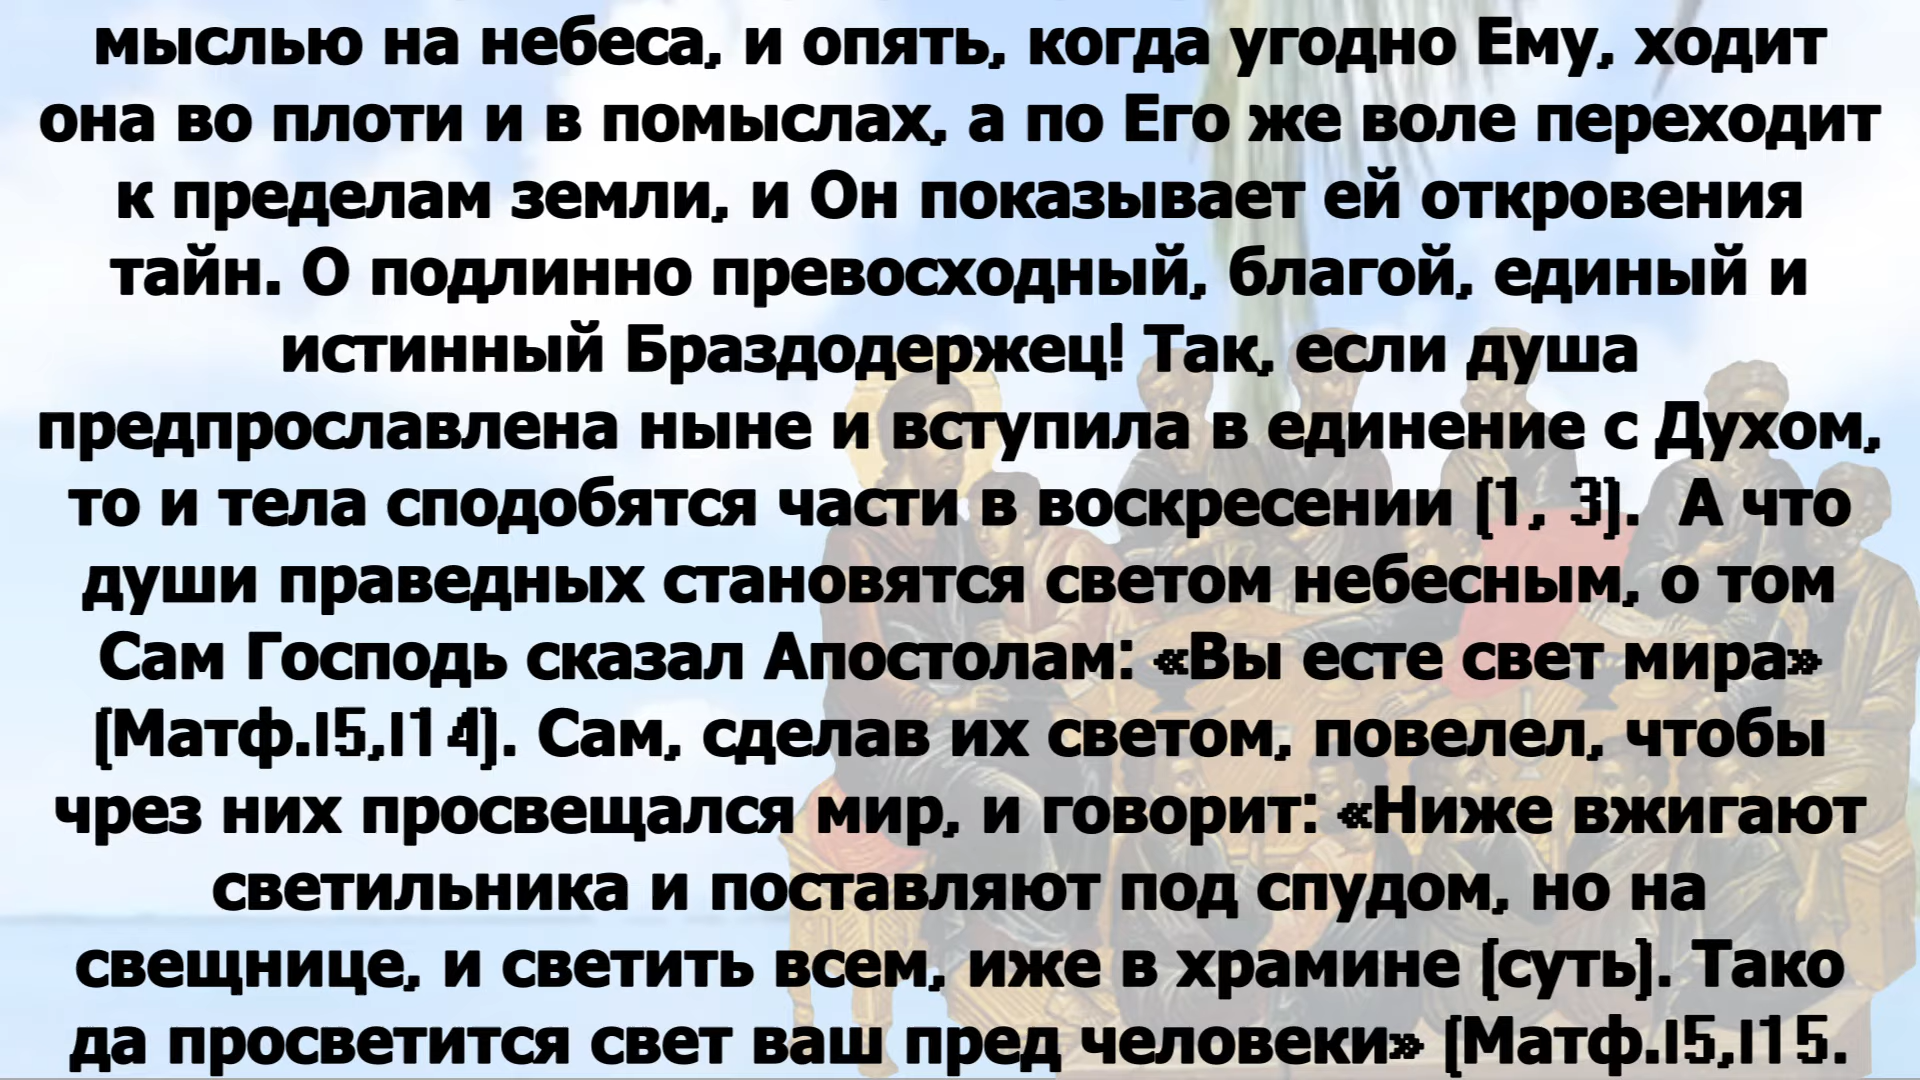 мыслью на небеса, и опять, когда угодно Ему, ходит
она во плоти и в помыслах, а по Его же воле переходит
к пределам земли, и Он показывает ей откровения
тайн. О подлинно превосходный, благой, единый и
истинный Браздодержец! Так, если душа
предпрославлена ныне и вступила в единение с Духом,
то и тела сподобятся части в воскресении (1, 3).  А что
души праведных становятся светом небесным, о том
Сам Господь сказал Апостолам: «Вы есте свет мира»
(Матф.|5,|14). Сам, сделав их светом, повелел, чтобы
чрез них просвещался мир, и говорит: «Ниже вжигают
светильника и поставляют под спудом, но на
свещнице, и светить всем, иже в храмине (суть). Тако
да просветится свет ваш пред человеки» (Матф.|5,|15.